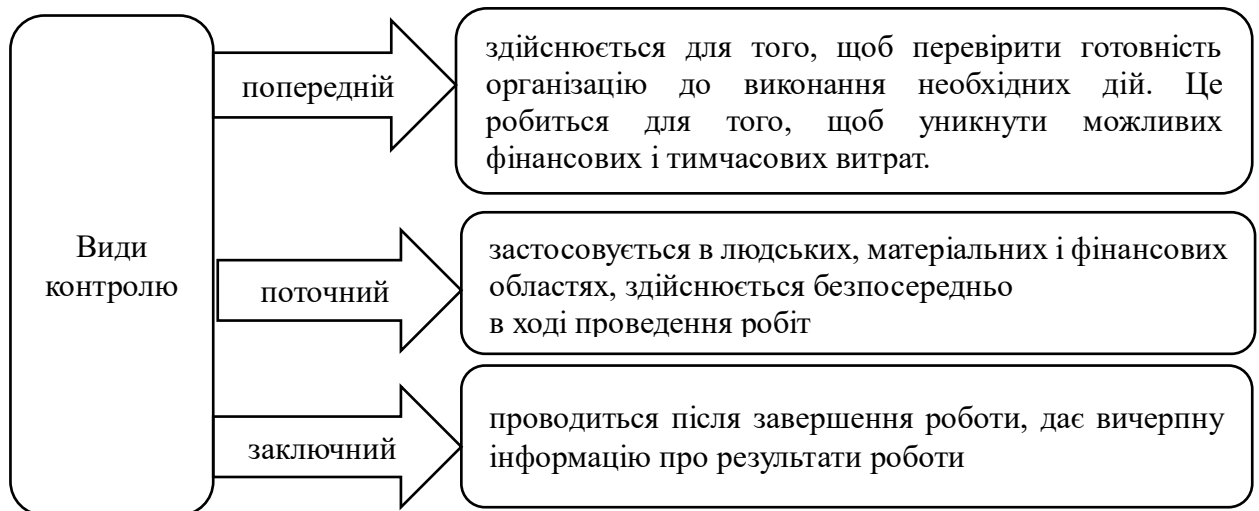 Види
контролю
попередній
здійснюється для того, щоб перевірити готовність
організацію до виконання необхідних дій. Це
робиться для того, щоб уникнути можливих
фінансових і тимчасових витрат.
поточний
застосовується в людських, матеріальних і фінансових
областях, здійснюється безпосередньо
в ході проведення робіт
заключний
проводиться після завершення роботи, дає вичерпну
інформацію про результати роботи